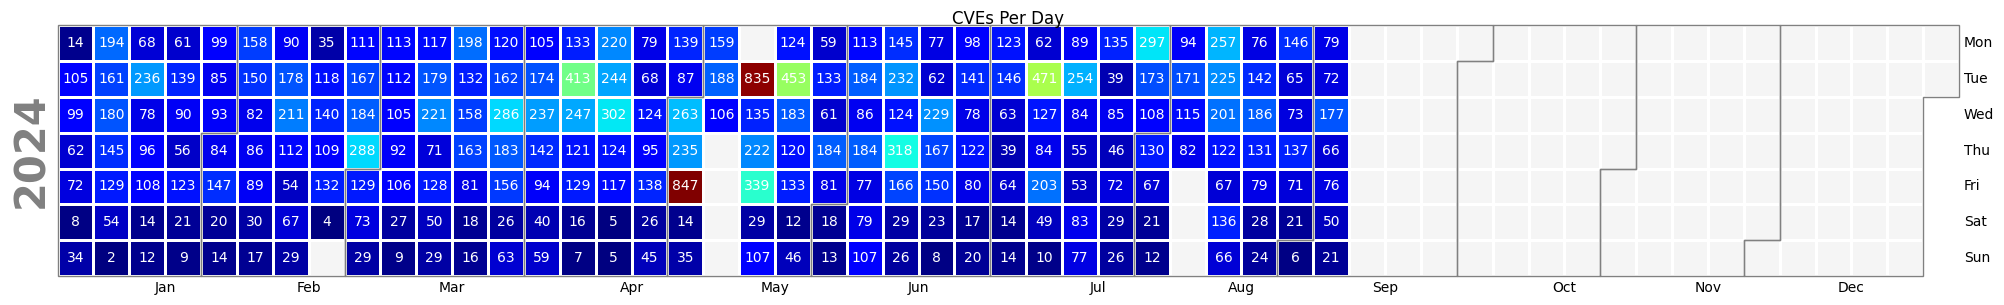 CVEs Per Day
2024
14 194 68 61 99 158 90 35 111 113 117 198 120 105 133 220 79 139 159 124 59 113 145 77 98 123 62 89 135 297 94 257 76 146 79 Mon
105 161 236 139 85 150 178 118 167 112 179 132 162 174 413 244 68 87 188 835 453 133 184 232 62 141 146 471 254 39 173 171 225 142 65 72 Tue
99 180 78 90 93 82 211 140 184 105 221 158 286 237 247 302 124 263 106 135 183 61 86 124 229 78 63 127 84 85 108 115 201 186 73 177 Wed
62 145 96 56 84 86 112 109 288 92 71 163 183 142 121 124 95 235 222 120 184 184 318 167 122 39 84 55 46 130 82 122 131 137 66 Thu
72 129 108 123 147 89 54 132 129 106 128 81 156 94 129 117 138 847 339 133 81 77 166 150 80 64 203 53 72 67 67 79 71 76 Fri
8 54 14 21 20 30 67 4 73 27 50 18 26 40 16 5 26 14 29 12 18 79 29 23 17 14 49 83 29 21 136 28 21 50 Sat
34 2 12 9 14 17 29 29 9 29 16 63 59 7 5 45 35 107 46 13 107 26 8 20 14 10 77 26 12 66 24 6 21 Sun
Jan Feb Mar Apr May Jun Jul Aug Sep Oct Nov Dec